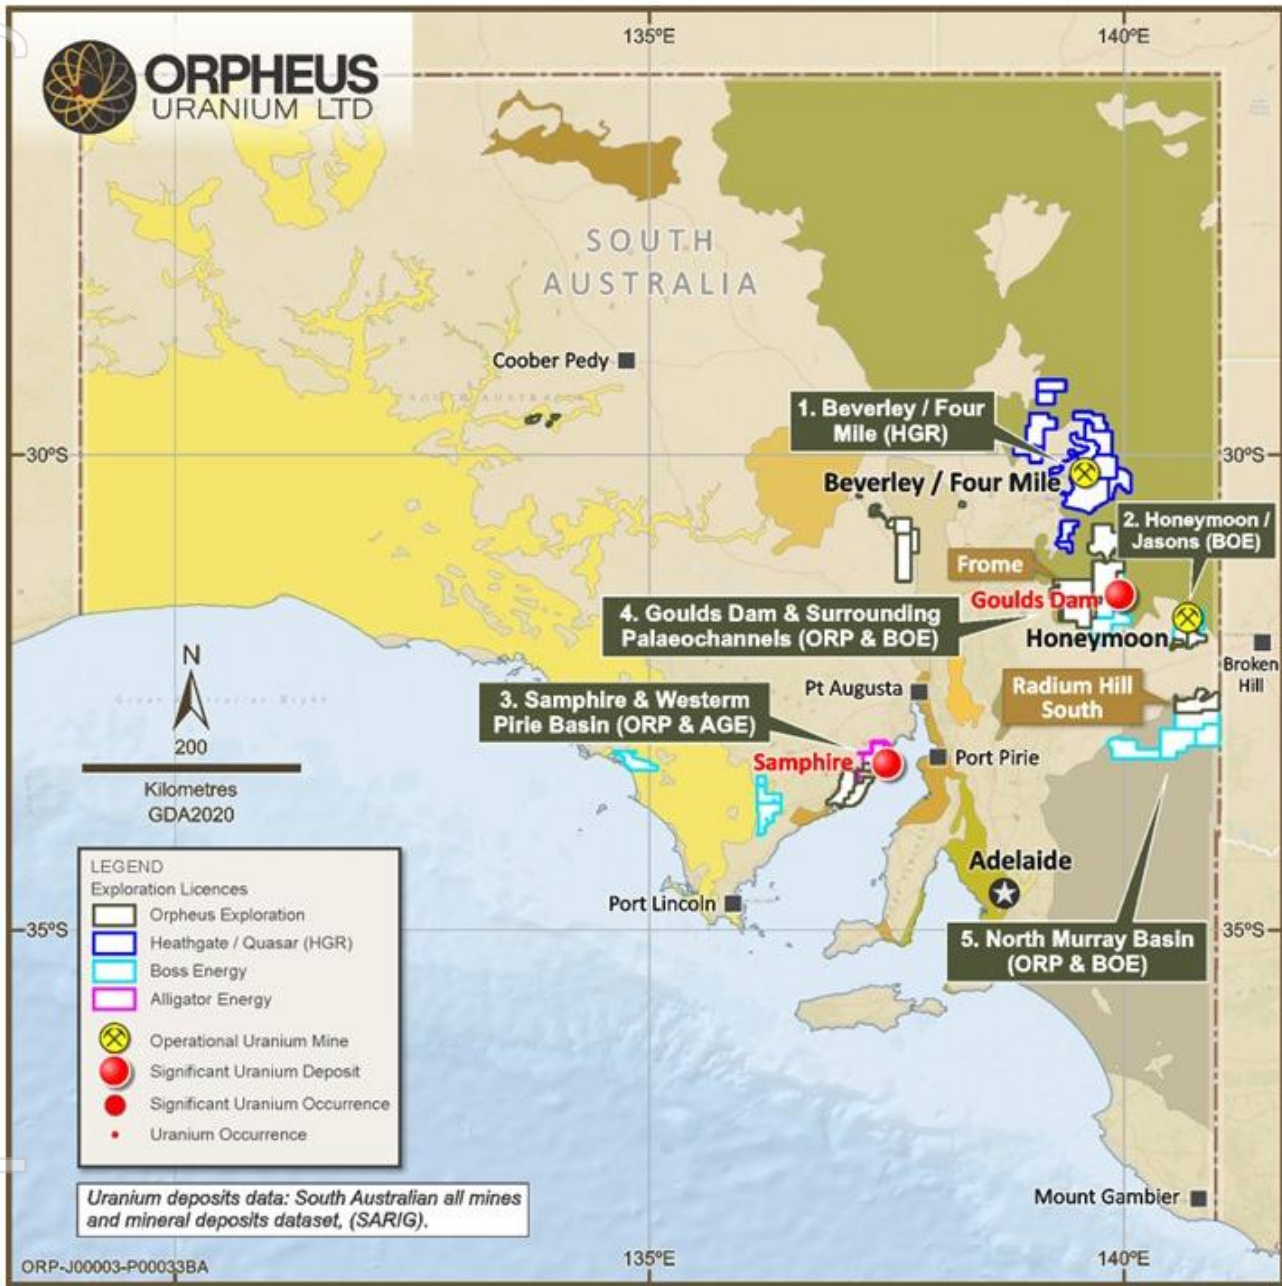 ORPHEUS
URANIUM LTD
135ºE
140ºE
SOUTH
AUSTRALIA
Coober Pedy
SOUTH AUSTRALIA
1. Beverley / Four
Mile (HGR)
30ºS
30ºS
Beverley / Four Mile
2. Honeymoon /
Jasons (BOE)
Frome
Goulds Dam
4. Goulds Dam & Surrounding
Palaeochannels (ORP & BOE)
Honeymoon
Broken
Hill
N
Great Australian Bight
Pt Augusta
Radium Hill
South
3. Samphire & Westerm
Pirie Basin (ORP & AGE)
200
Samphire
Port Pirie
Kilometres
GDA2020
LEGEND
Exploration Licences
Orpheus Exploration
Heathgate / Quasar (HGR)
Boss Energy
Alligator Energy
Operational Uranium Mine
Significant Uranium Deposit
Significant Uranium Occurrence
Uranium Occurrence
Adelaide
Port Lincoln
35ºS
35ºS
5. North Murray Basin
(ORP & BOE)
Uranium deposits data: South Australian all mines
and mineral deposits dataset, (SARIG).
Mount Gambier
ORP-J00003-P00033BA
135ºE
140ºE